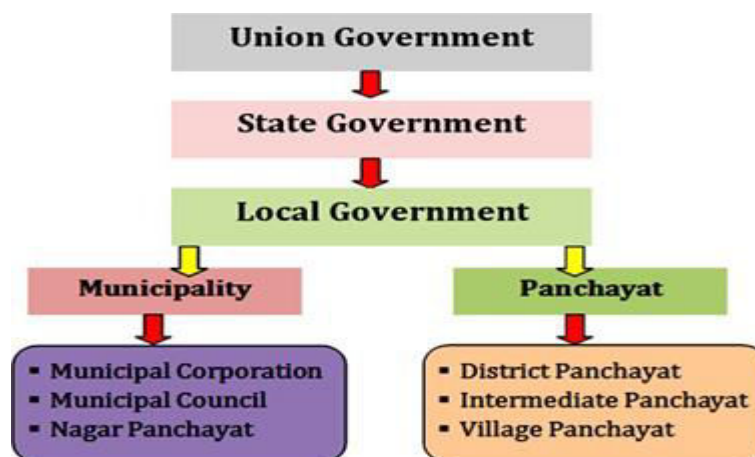 Union Government
State Government
Local Government
Municipality
Panchayat
▪ Municipal Corporation
▪ Municipal Council
▪ Nagar Panchayat
▪ District Panchayat
▪ Intermediate Panchayat
▪ Village Panchayat